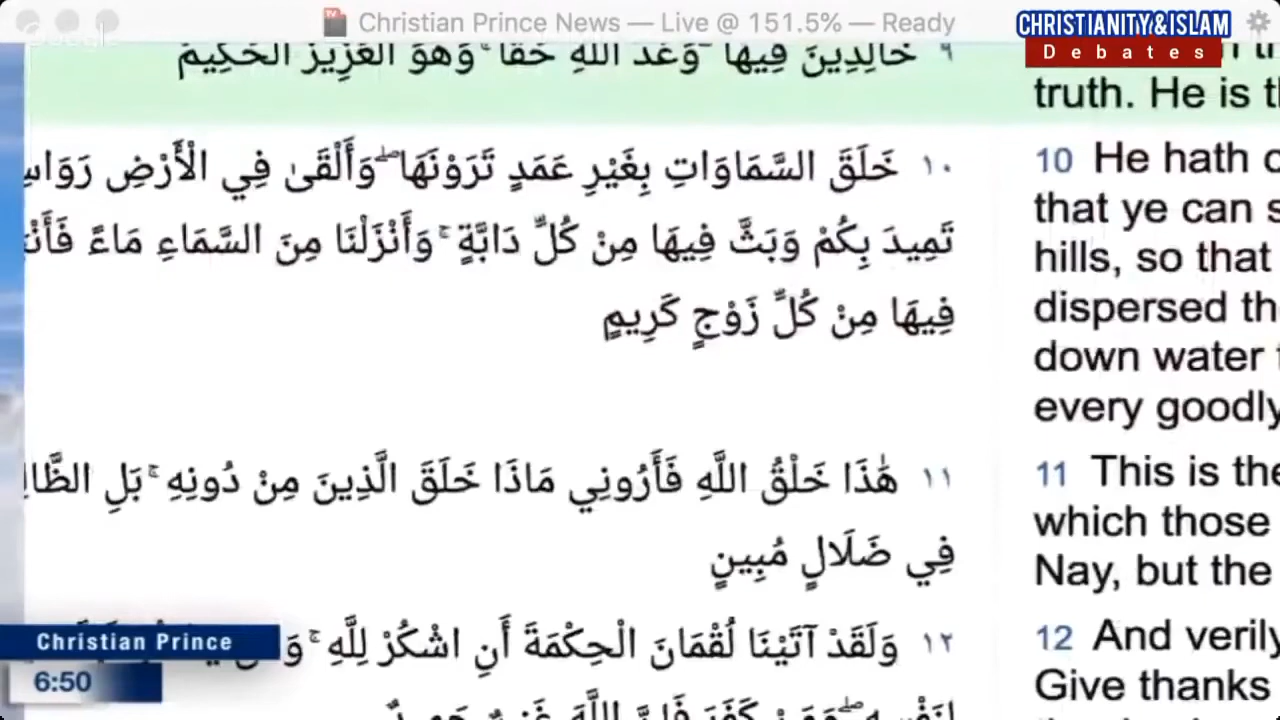 Christian Prince News — Live @ 151.5% — Ready
CHRISTIANITY & ISLAM
Debates
٩ خَالِدِينَ فِيهَا ۖ وَعْدَ اللَّهِ حَقًّا ۚ وَهُوَ الْعَزِيزُ الْحَكِيمُ
truth. He is
١٠ خَلَقَ السَّمَاوَاتِ بِغَيْرِ عَمَدٍ تَرَوْنَهَا ۖ وَأَلْقَىٰ فِي الْأَرْضِ
تَمِيدَ بِكُمْ وَبَثَّ فِيهَا مِنْ كُلِّ دَابَّةٍ ۚ وَأَنْزَلْنَا مِنَ السَّمَاءِ مَاءً
فِيهَا مِنْ كُلِّ زَوْجٍ كَرِيمٍ
10 He hath
that ye can
hills, so that
dispersed
down water
every goodly
١١ هَٰذَا خَلْقُ اللَّهِ فَأَرُونِي مَاذَا خَلَقَ الَّذِينَ مِنْ دُونِهِ ۚ بَلِ
فِي ضَلَالٍ مُبِينٍ
11 This is
which those
Nay, but the
١٢ وَلَقَدْ آتَيْنَا لُقْمَانَ الْحِكْمَةَ أَنِ اشْكُرْ لِلَّهِ ۚ
12 And verily
Give thanks
Christian Prince
6:50